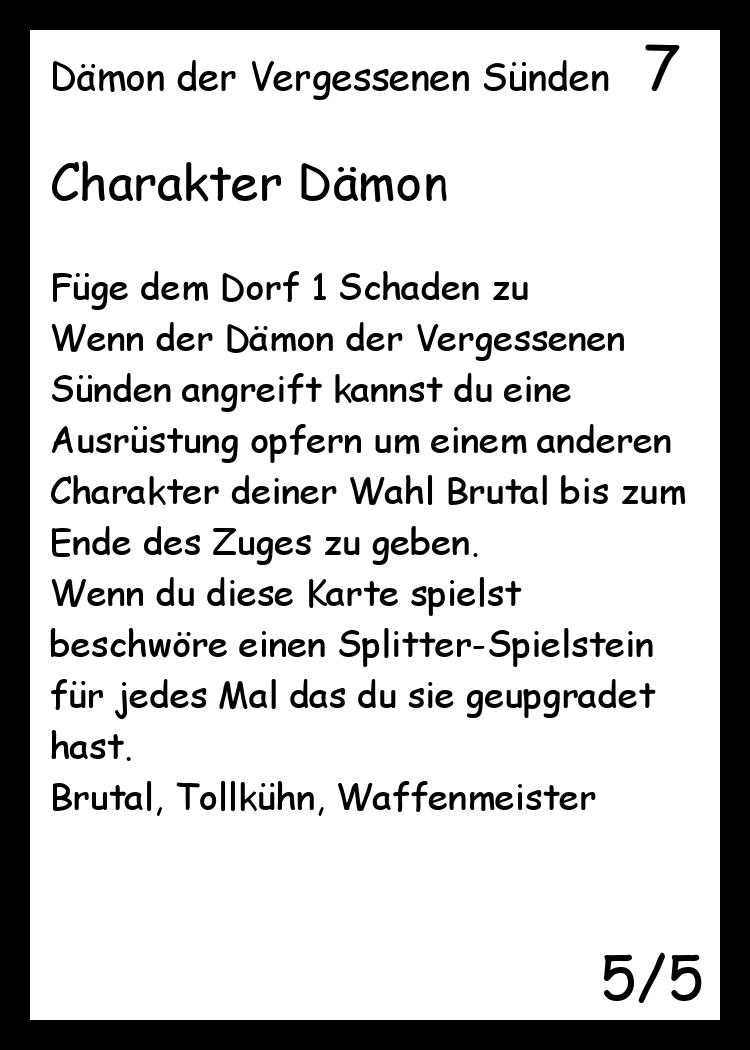 Dämon der Vergessenen Sünden 7
Charakter Dämon
Füge dem Dorf 1 Schaden zu
Wenn der Dämon der Vergessenen
Sünden angreift kannst du eine
Ausrüstung opfern um einem anderen
Charakter deiner Wahl Brutal bis zum
Ende des Zuges zu geben.
Wenn du diese Karte spielst
beschwöre einen Splitter-Spielstein
für jedes Mal das du sie geupgradet
hast.
Brutal, Tollkühn, Waffenmeister
5/5